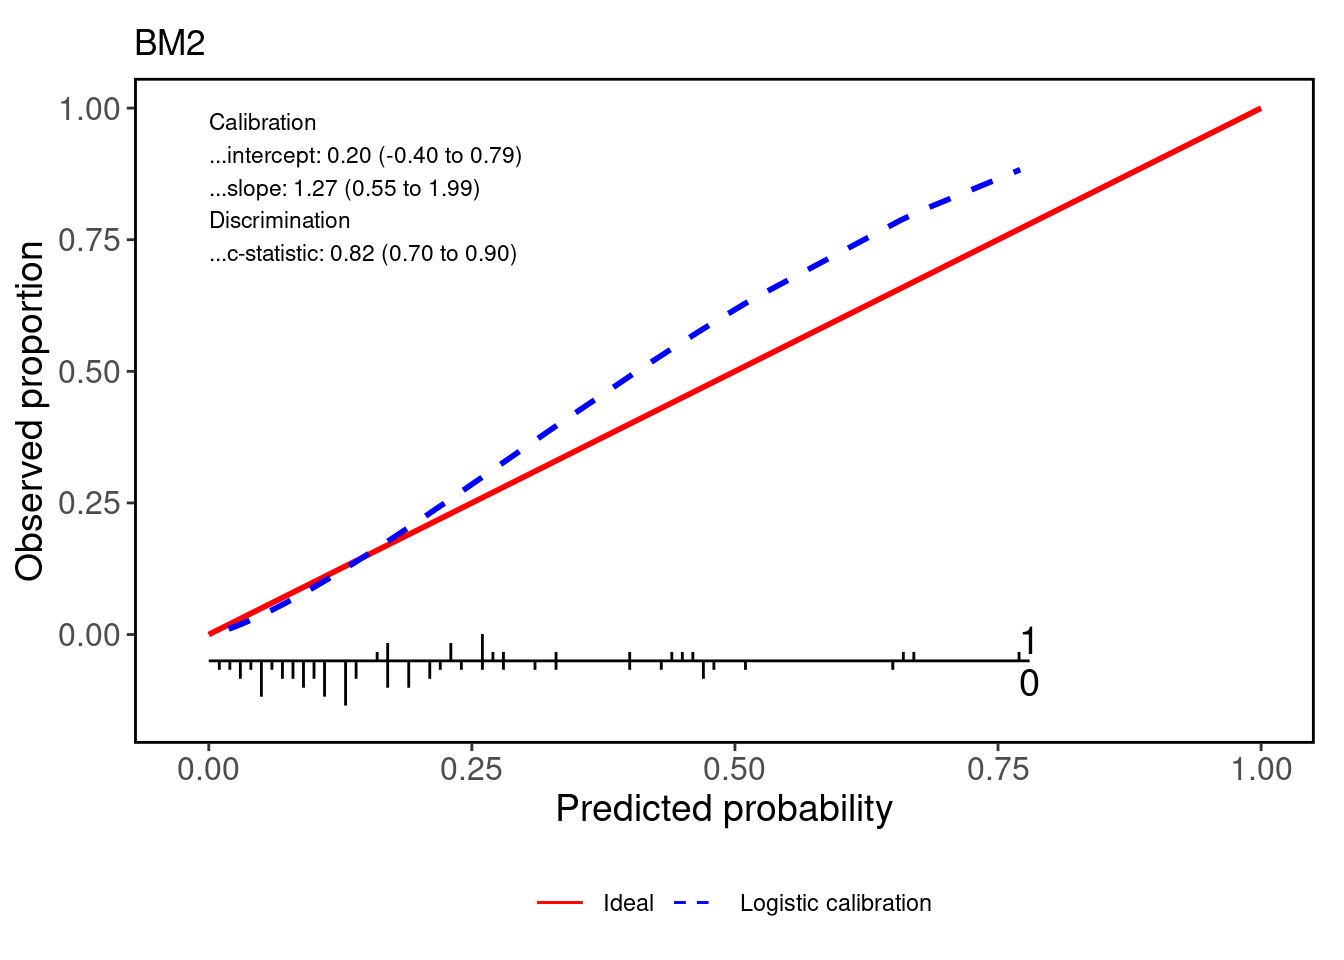 BM2
Calibration
...intercept: 0.20 (-0.40 to 0.79)
...slope: 1.27 (0.55 to 1.99)
Discrimination
...c-statistic: 0.82 (0.70 to 0.90)
Observed proportion
1.00
0.75
0.50
0.25
0.00
1
0
0.00 0.25 0.50 0.75 1.00
Predicted probability
Ideal Logistic calibration